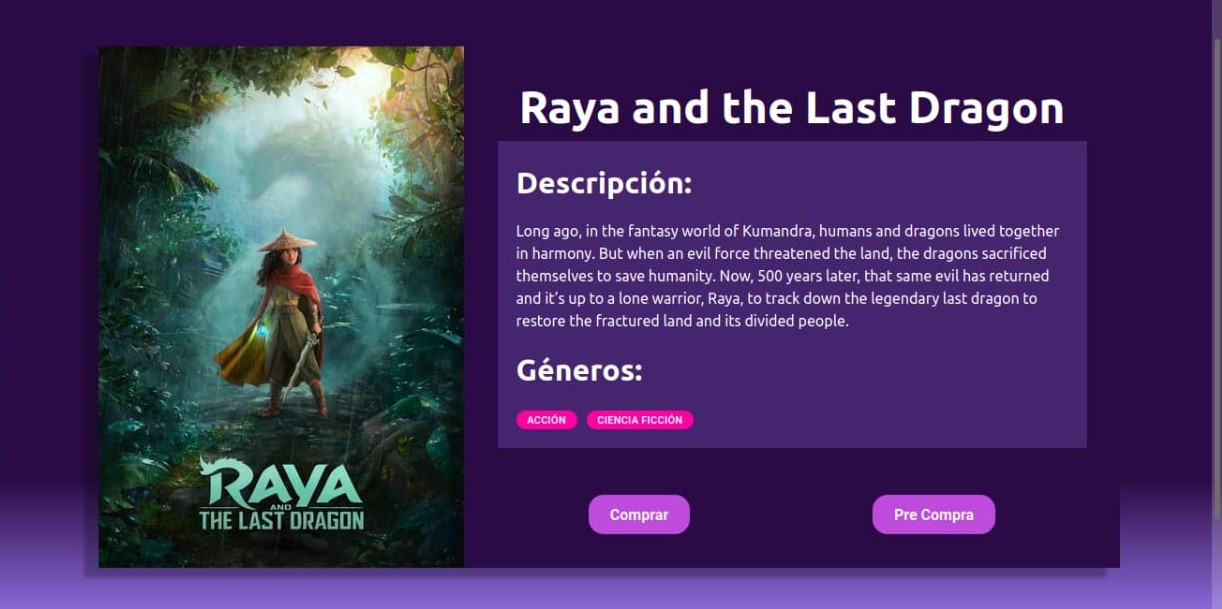 RAYA
AND
THE LAST DRAGON
Raya and the Last Dragon
Descripción:
Long ago, in the fantasy world of Kumandra, humans and dragons lived together
in harmony. But when an evil force threatened the land, the dragons sacrificed
themselves to save humanity. Now, 500 years later, that same evil has returned
and it's up to a lone warrior, Raya, to track down the legendary last dragon to
restore the fractured land and its divided people.
Géneros:
ACCIÓN CIENCIA FICCIÓN
Comprar Pre Compra